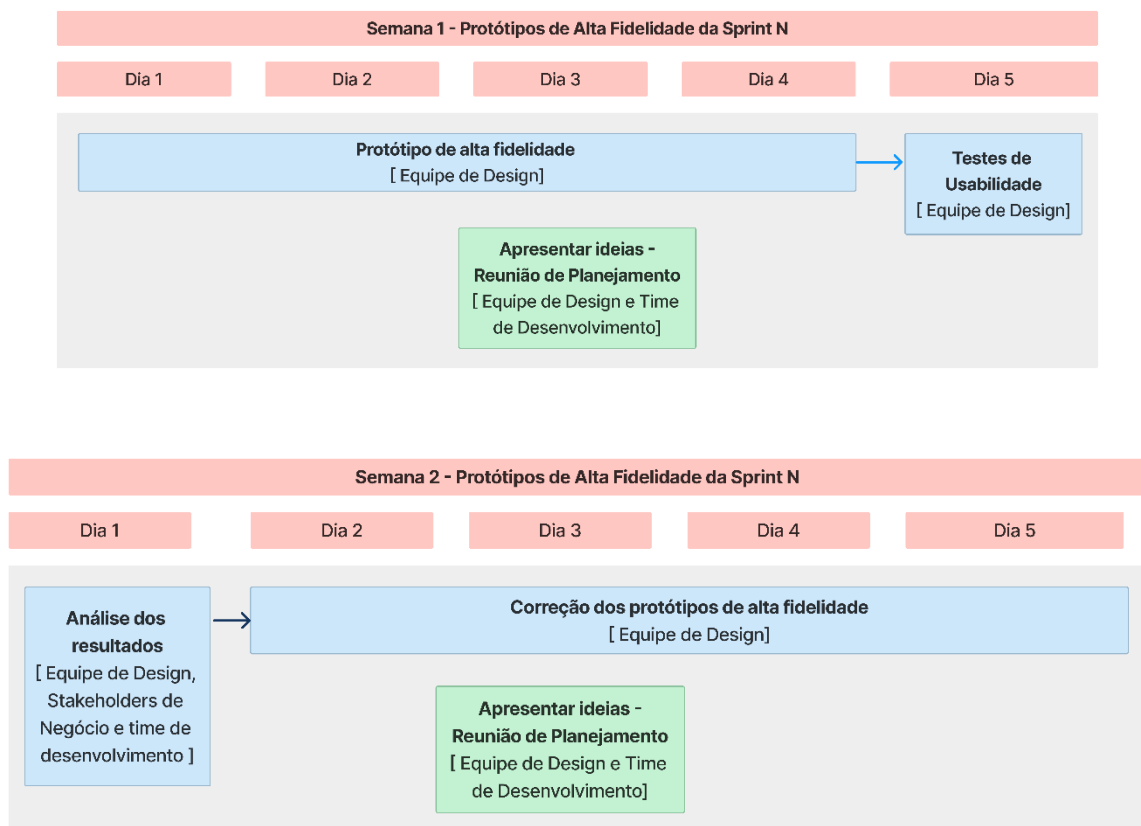 Semana 1 - Protótipos de Alta Fidelidade da Sprint N
Dia 1
Dia 2
Dia 3
Dia 4
Dia 5
Protótipo de alta fidelidade
[ Equipe de Design]
Testes de
Usabilidade
[ Equipe de Design]
Apresentar ideias -
Reunião de Planejamento
[ Equipe de Design e Time
de Desenvolvimento]
Semana 2 - Protótipos de Alta Fidelidade da Sprint N
Dia 1
Dia 2
Dia 3
Dia 4
Dia 5
Análise dos
resultados
[ Equipe de Design,
Stakeholders de
Negócio e time de
desenvolvimento ]
Correção dos protótipos de alta fidelidade
[ Equipe de Design]
Apresentar ideias -
Reunião de Planejamento
[ Equipe de Design e Time
de Desenvolvimento]